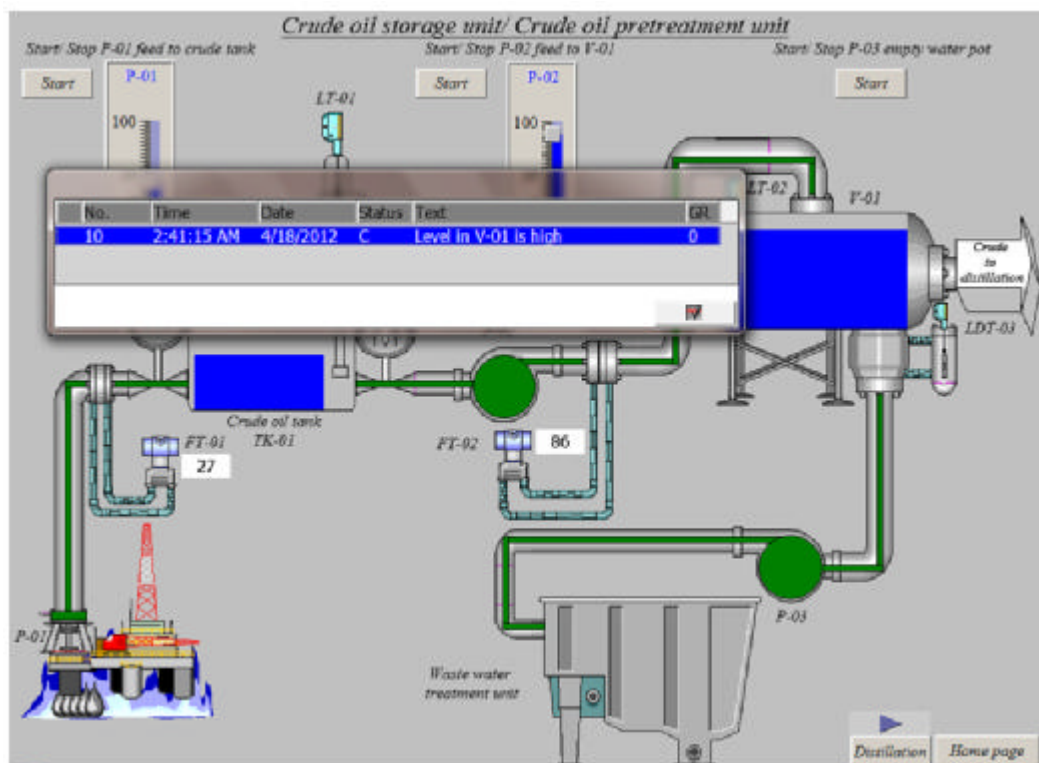 Crude oil storage unit/ Crude oil pretreatment unit
Start/ Stop P-01 feed to crude tank
Start/ Stop P-02 feed to V-01
Start/ Stop P-03 empty water pot
Start
P-01
Start
P-02
Start
LT-01
100
100
LT-02
V-01
No. Time Date Status Text GR
10 2:41:15 AM 4/18/2012 C Level in V-01 is high 0
Crude
to
distillation
LDT-03
Crude oil tank
TK-01
FT-01
27
FT-02
86
P-01
P-03
Waste water
treatment unit
Distillation
Home page